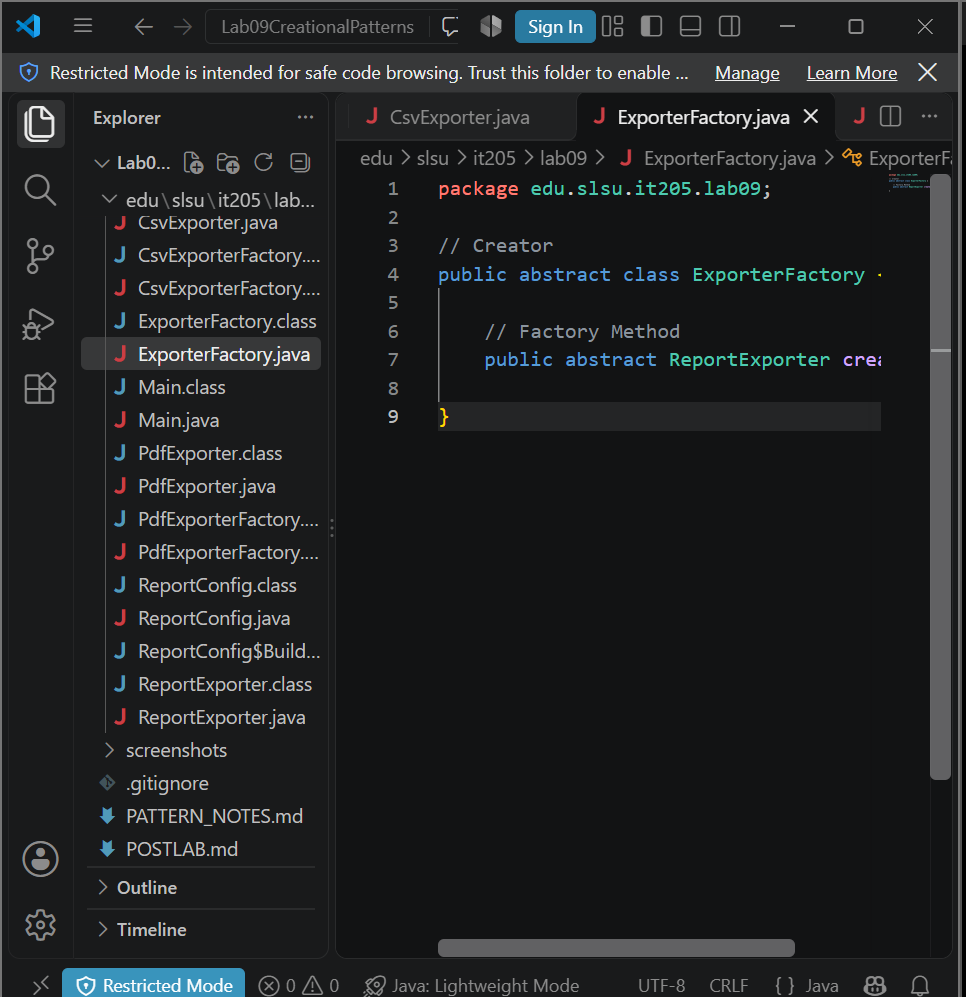 Lab09CreationalPatterns
Sign In
Restricted Mode is intended for safe code browsing. Trust this folder to enable ...
Manage
Learn More
Explorer
Lab0...
edu\slsu\it205\lab...
CsvExporter.java
CsvExporterFactory....
CsvExporterFactory....
ExporterFactory.class
ExporterFactory.java
Main.class
Main.java
PdfExporter.class
PdfExporter.java
PdfExporterFactory....
PdfExporterFactory....
ReportConfig.class
ReportConfig.java
ReportConfig$Build...
ReportExporter.class
ReportExporter.java
screenshots
.gitignore
PATTERN_NOTES.md
POSTLAB.md
Outline
Timeline
CsvExporter.java
ExporterFactory.java
edu > slsu > it205 > lab09 > ExporterFactory.java > ExporterF
1 package edu.slsu.it205.lab09;
2
3 // Creator
4 public abstract class ExporterFactory
5
6 // Factory Method
7 public abstract ReportExporter crea
8
9 }
Restricted Mode
0
0
Java: Lightweight Mode
UTF-8
CRLF
{ } Java